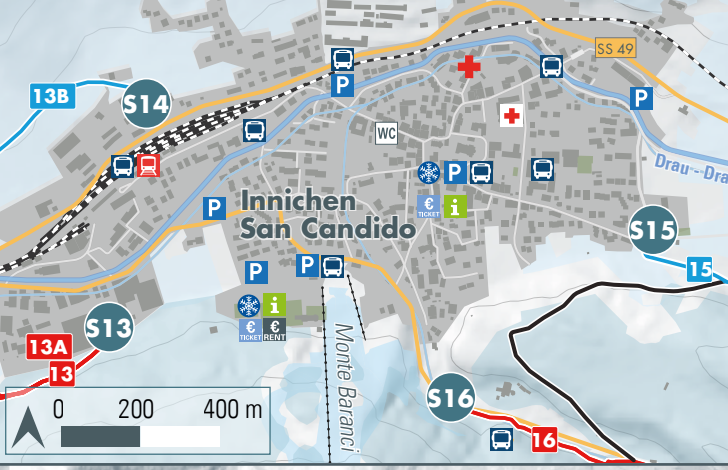 SS 49
13B
S14
P
P
WC
Drau - Dra
P
€
TICKET
i
P
Innichen
San Candido
S15
15
P
P
i
€
TICKET
€
RENT
S13
13A
13
Monte Baranci
S16
16
0 200 400 m